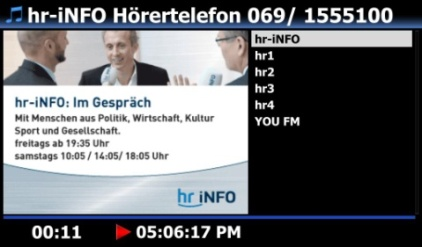 hr-iNFO Hörertelefon 069/ 1555100
hr-iNFO: Im Gespräch
Mit Menschen aus Politik, Wirtschaft, Kultur
Sport und Gesellschaft.
freitags ab 19:35 Uhr
samstags 10:05 / 14:05/ 18:05 Uhr
hr iNFO
hr-iNFO
hr1
hr2
hr3
hr4
YOU FM
00:11
05:06:17 PM